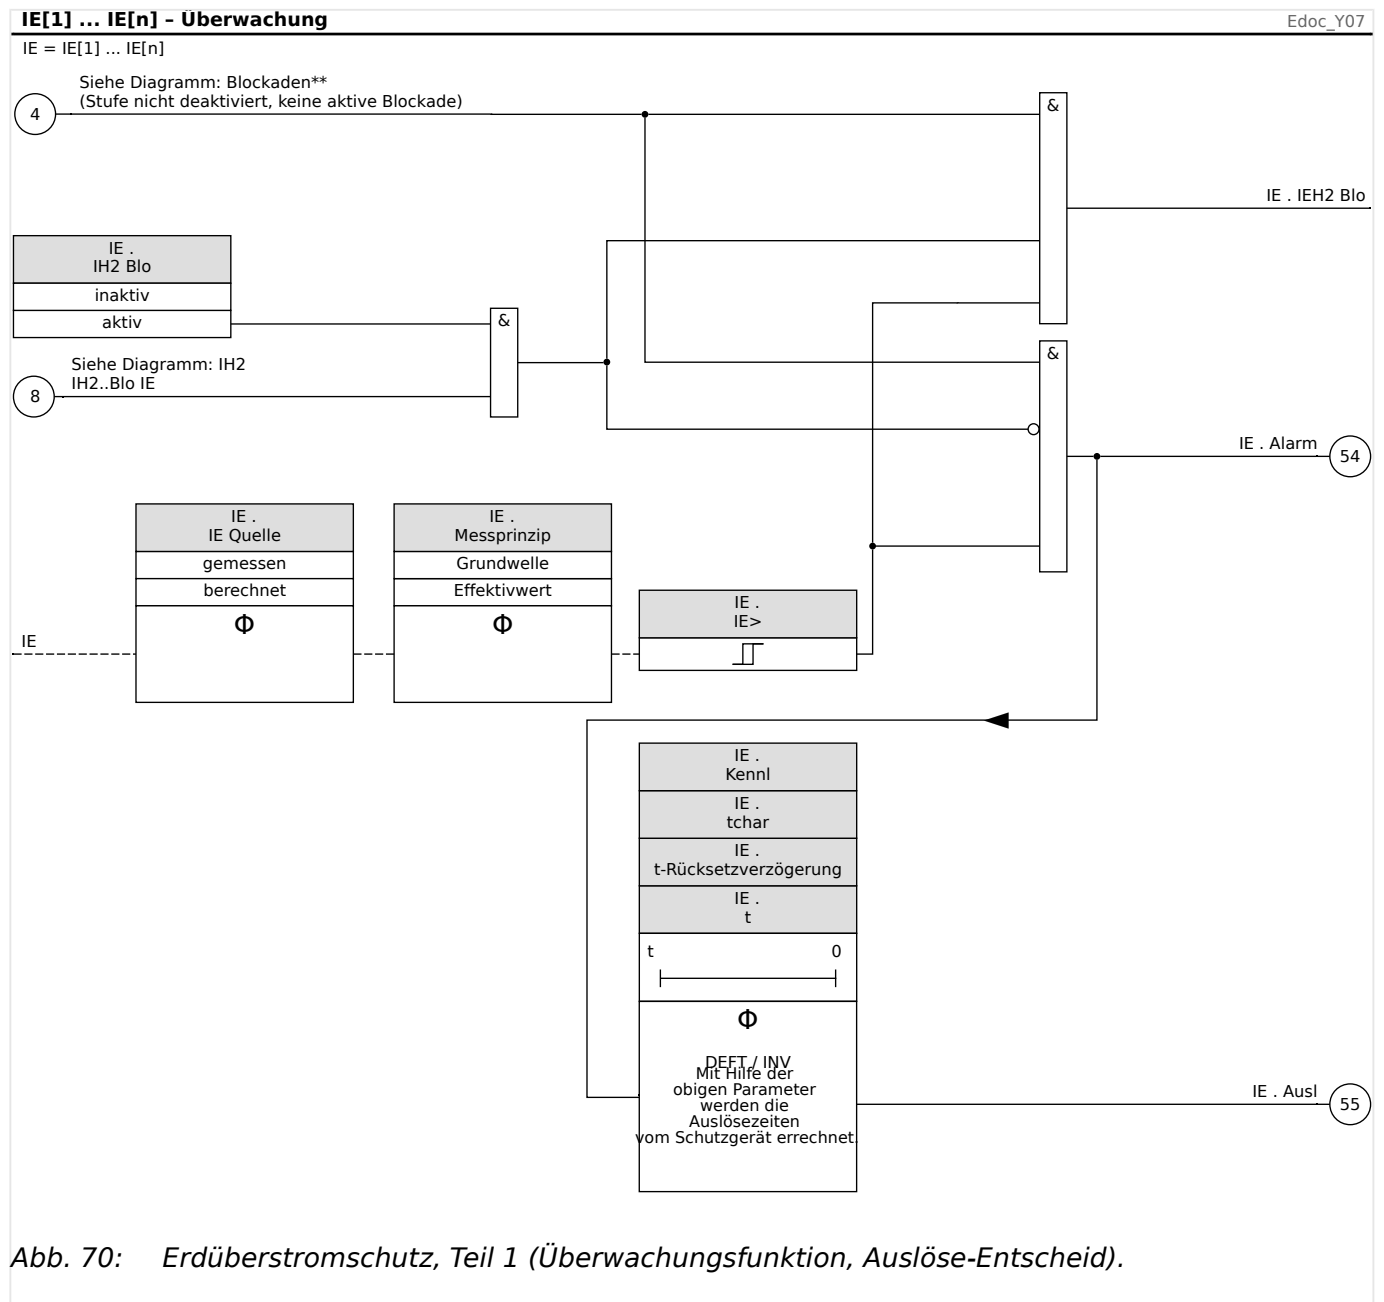 IE[1] ... IE[n] – Überwachung
Edoc_Y07
IE = IE[1] ... IE[n]
Siehe Diagramm: Blockaden**
(Stufe nicht deaktiviert, keine aktive Blockade)
4
&
IE . IEH2 Blo
IE .
IH2 Blo
inaktiv
aktiv
&
Siehe Diagramm: IH2
IH2..Blo IE
8
&
IE . Alarm
54
IE .
IE Quelle
gemessen
berechnet
Φ
IE .
Messprinzip
Grundwelle
Effektivwert
Φ
IE
IE .
IE>
IE .
Kennl
IE .
tchar
IE .
t-Rücksetzverzögerung
IE .
t
t 0
Φ
DEFT / INV
Mit Hilfe der
obigen Parameter
werden die
Auslösezeiten
vom Schutzgerät errechnet.
IE . Ausl
55
Abb. 70: Erdüberstromschutz, Teil 1 (Überwachungsfunktion, Auslöse-Entscheid).